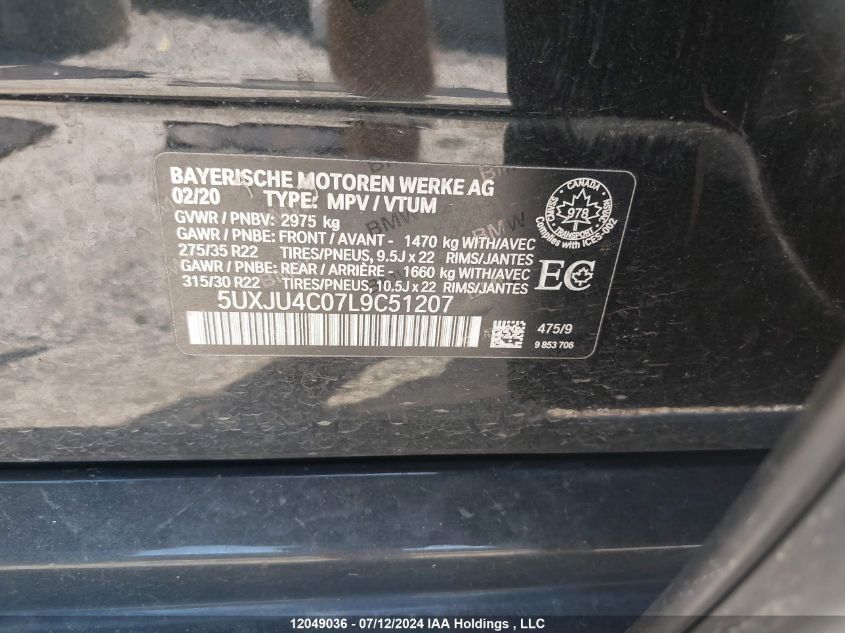 BAYERISCHE MOTOREN WERKE AG
02/20 TYPE: MPV / VTUM
GVWR / PNBV: 2975 kg
GAWR / PNBE: FRONT / AVANT - 1470 kg WITH/AVEC
275/35 R22 TIRES/PNEUS, 9.5J x 22 RIMS/JANTES
GAWR / PNBE: REAR / ARRIÈRE - 1660 kg WITH/AVEC
315/30 R22 TIRES/PNEUS, 10.5J x 22 RIMS/JANTES
5UXJU4C07L9C51207
CANADA
978
TRANSPORT
CMVSS
NSVAC
Complies with ICES-002
EC
475/9
9 853 706
BMW
12049036 - 07/12/2024 IAA Holdings , LLC